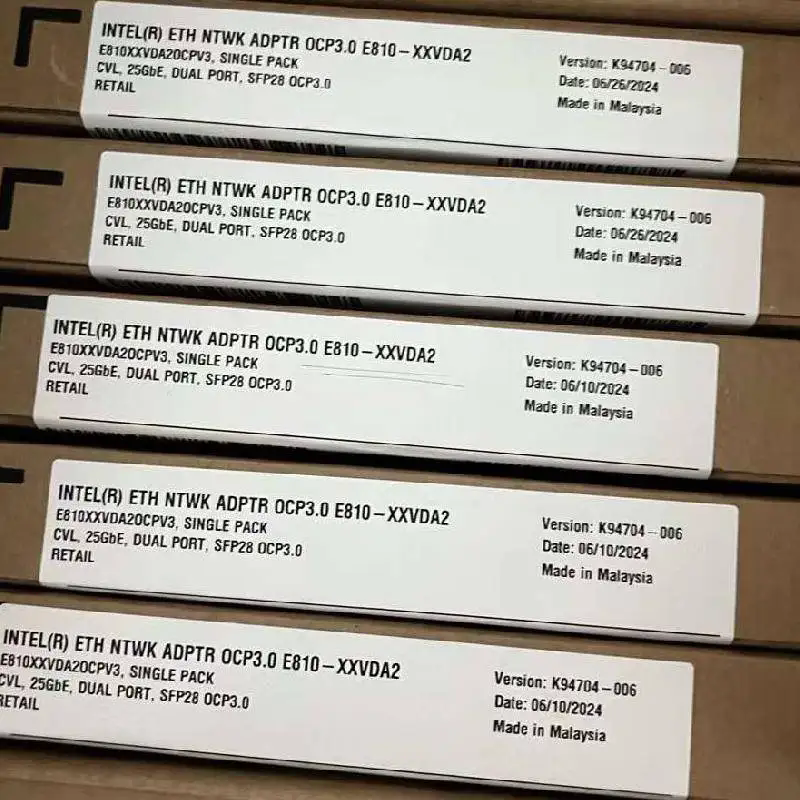 INTEL(R) ETH NTWK ADPTR OCP3.0 E810-XXVDA2
E810XXVDA2OCPV3, SINGLE PACK
CVL, 25GbE, DUAL PORT, SFP28 OCP3.0
RETAIL
Version: K94704-006
Date: 06/26/2024
Made in Malaysia
INTEL(R) ETH NTWK ADPTR OCP3.0 E810-XXVDA2
E810XXVDA2OCPV3, SINGLE PACK
CVL, 25GbE, DUAL PORT, SFP28 OCP3.0
RETAIL
Version: K94704-006
Date: 06/26/2024
Made in Malaysia
INTEL(R) ETH NTWK ADPTR OCP3.0 E810-XXVDA2
E810XXVDA2OCPV3, SINGLE PACK
CVL, 25GbE, DUAL PORT, SFP28 OCP3.0
RETAIL
Version: K94704-006
Date: 06/10/2024
Made in Malaysia
INTEL(R) ETH NTWK ADPTR OCP3.0 E810-XXVDA2
E810XXVDA2OCPV3, SINGLE PACK
CVL, 25GbE, DUAL PORT, SFP28 OCP3.0
RETAIL
Version: K94704-006
Date: 06/10/2024
Made in Malaysia
INTEL(R) ETH NTWK ADPTR OCP3.0 E810-XXVDA2
E810XXVDA2OCPV3, SINGLE PACK
CVL, 25GbE, DUAL PORT, SFP28 OCP3.0
RETAIL
Version: K94704-006
Date: 06/10/2024
Made in Malaysia